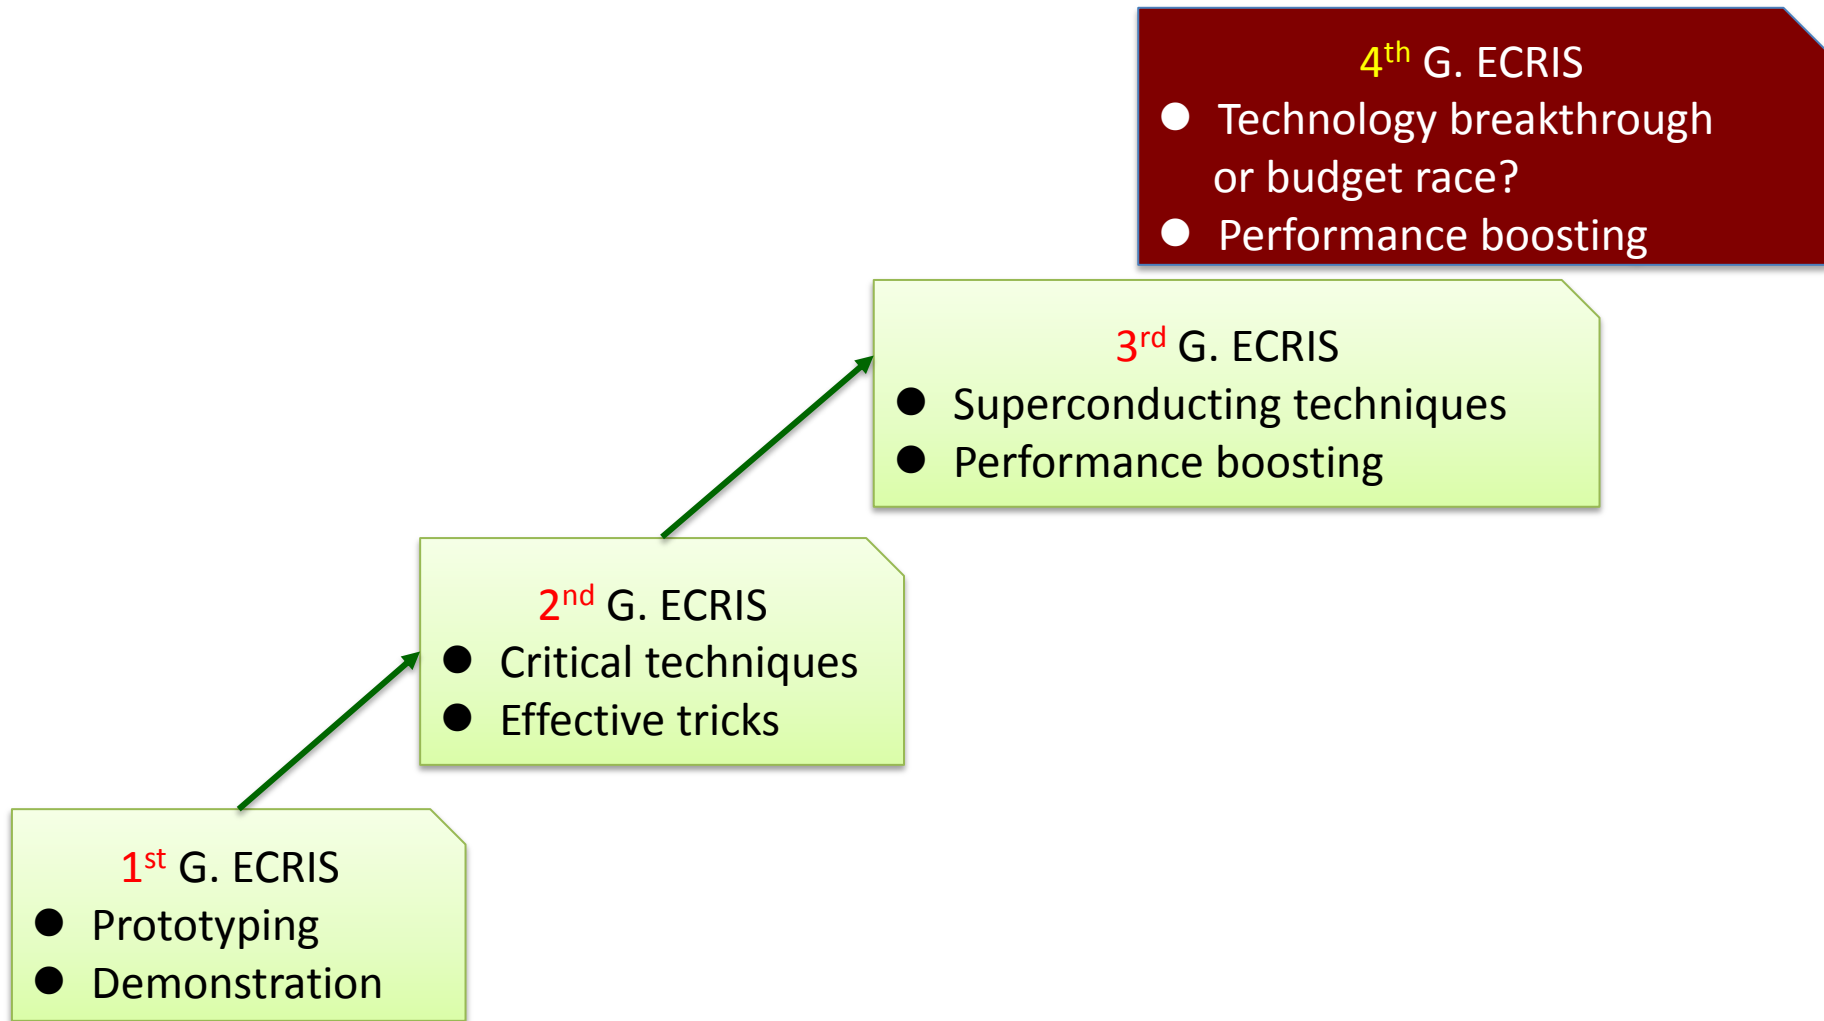 4th G. ECRIS
● Technology breakthrough
or budget race?
● Performance boosting
3rd G. ECRIS
● Superconducting techniques
● Performance boosting
2nd G. ECRIS
● Critical techniques
● Effective tricks
1st G. ECRIS
● Prototyping
● Demonstration